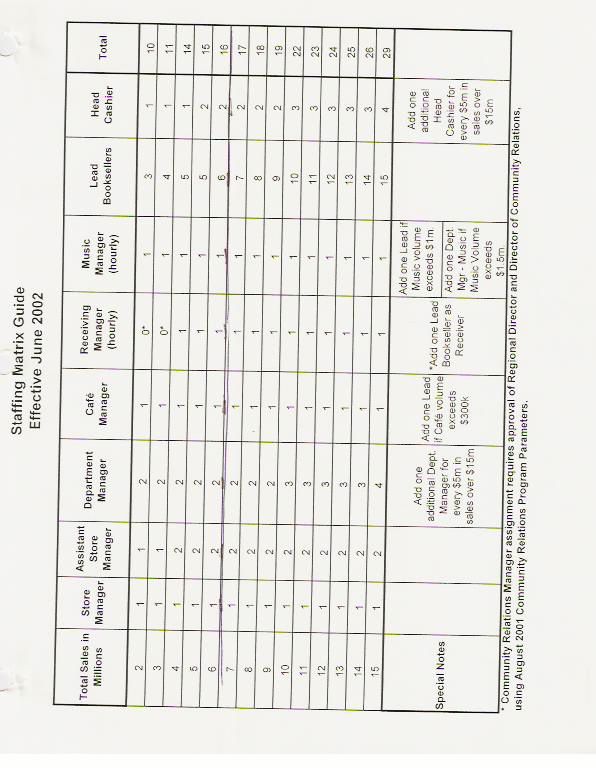 Staffing Matrix Guide
Effective June 2002
Total Sales in Millions | Store Manager | Assistant Store Manager | Department Manager | Café Manager | Receiving Manager (hourly) | Music Manager (hourly) | Lead Booksellers | Head Cashier | Total
2 1 1 2 1 0* 1 3 1 10
3 1 1 2 1 0* 1 4 1 11
4 1 2 2 1 1 1 5 1 14
5 1 2 2 1 1 1 5 2 15
6 1 2 2 1 1 1 6 2 16
7 1 2 2 1 1 1 7 2 17
8 1 2 2 1 1 1 8 2 18
9 1 2 2 1 1 1 9 2 19
10 1 2 3 1 1 1 10 3 22
11 1 2 3 1 1 1 11 3 23
12 1 2 3 1 1 1 12 3 24
13 1 2 3 1 1 1 13 3 25
14 1 2 3 1 1 1 14 3 26
15 1 2 4 1 1 1 15 4 29
Special Notes
Add one
additional Dept.
Manager for
every $5m in
sales over $15m
Add one Lead
if Café volume
exceeds
$300k
*Add one Lead
Bookseller as
Receiver
Add one Lead if
Music volume
exceeds $1m.
Add one Dept.
Mgr - Music if
Music Volume
exceeds
$1.5m.
Add one
additional
Head
Cashier for
every $5m in
sales over
$15m
* Community Relations Manager assignment requires approval of Regional Director and Director of Community Relations,
using August 2001 Community Relations Program Parameters.